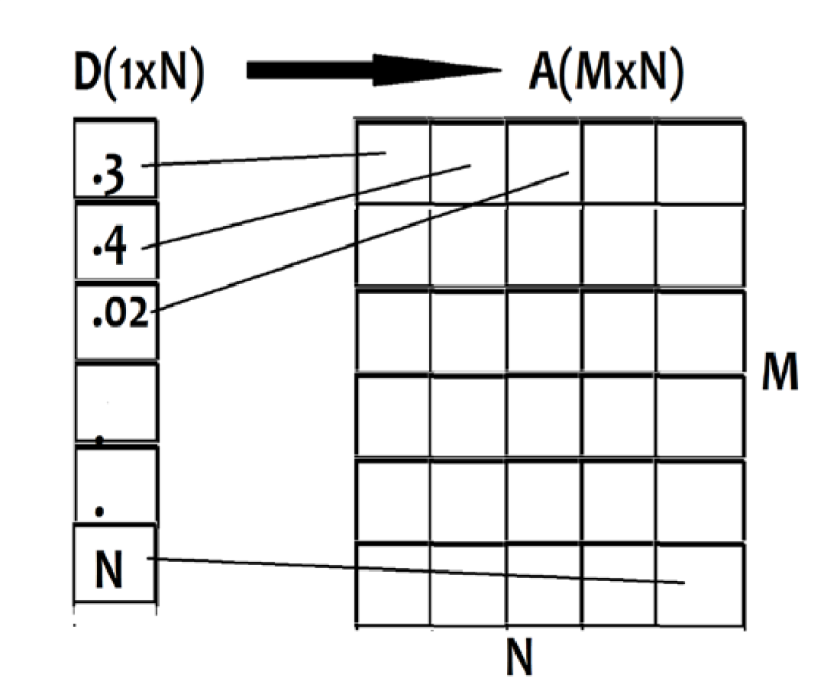 D(1xN) A(MxN)
.3
.4
.02
.
.
N
M
N